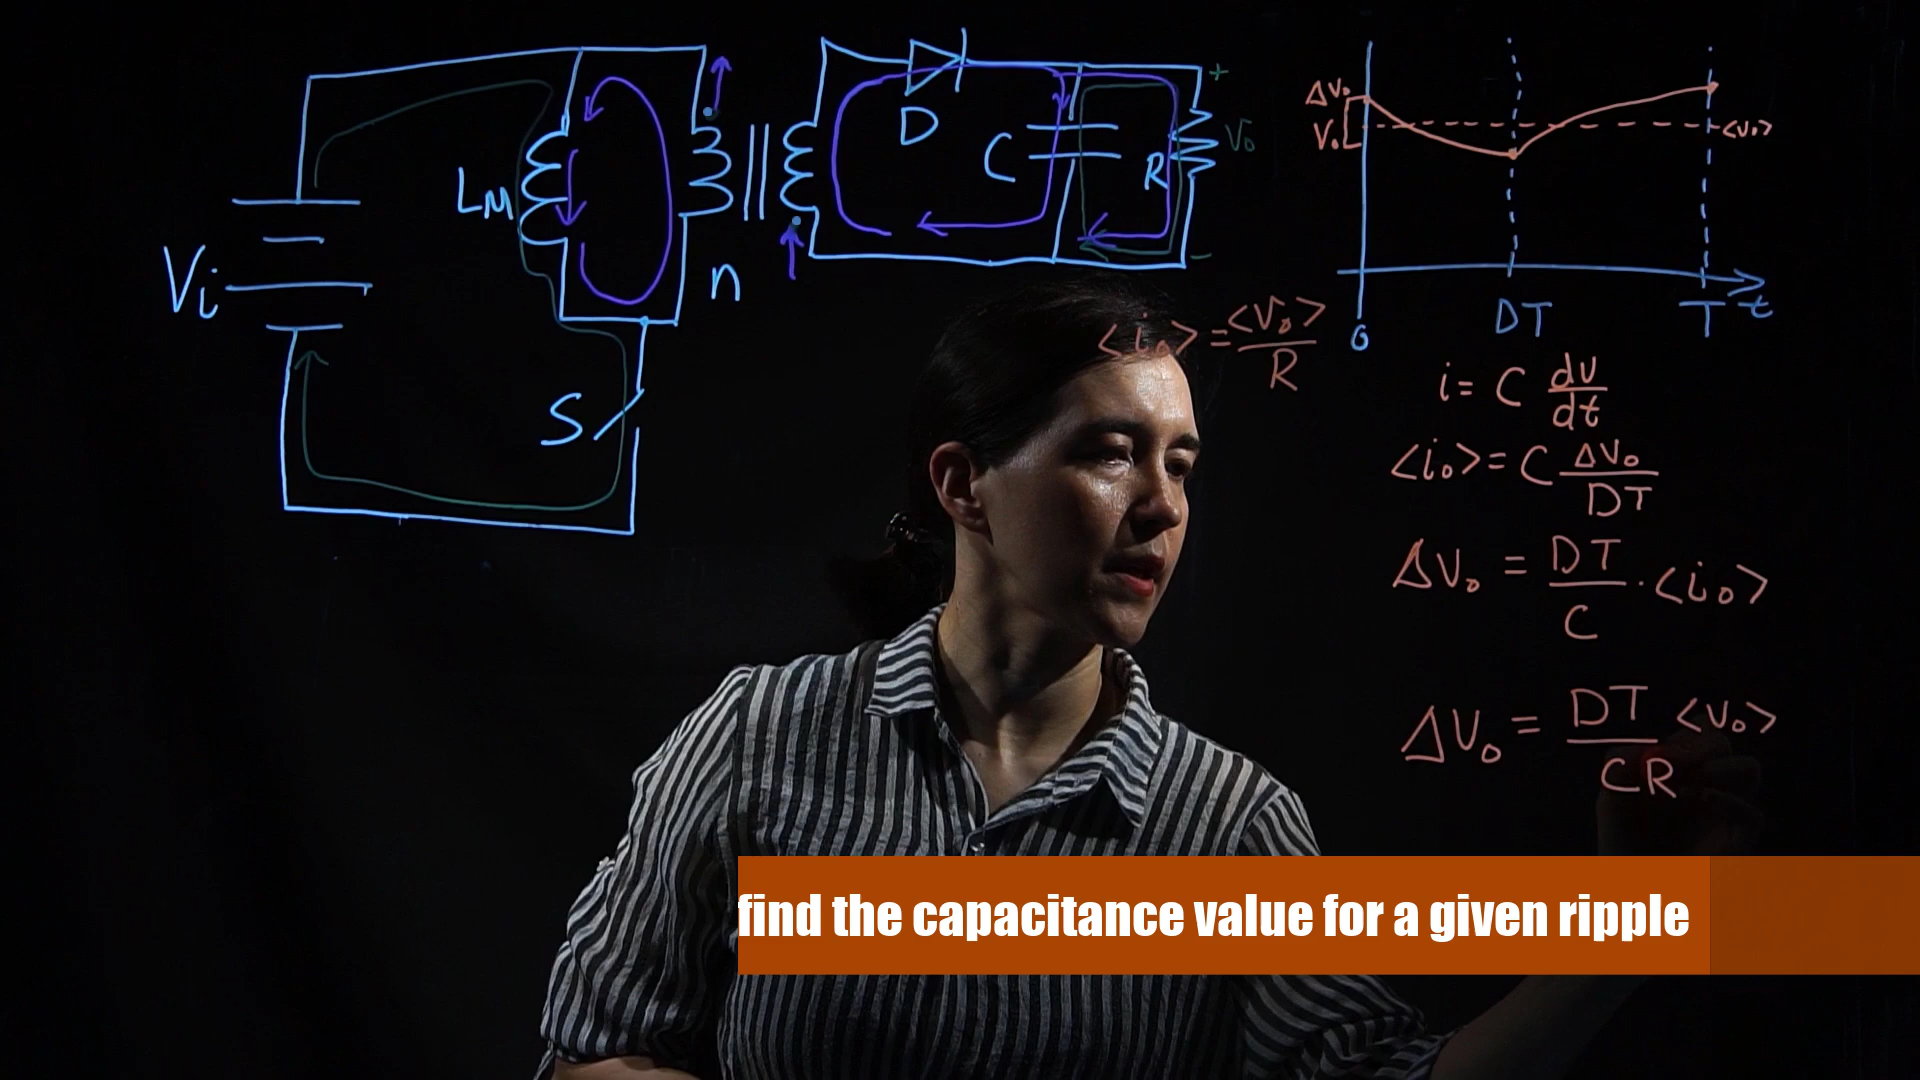 Vi
LM
n
S
D
C
R
+
Vo
-
ΔVo
Vo
<vo>
0
DT
T
t
<io> = <vo>/R
i = C dv/dt
<io> = C ΔVo/DT
ΔVo = DT/C · <io>
ΔVo = DT/CR <vo>
find the capacitance value for a given ripple